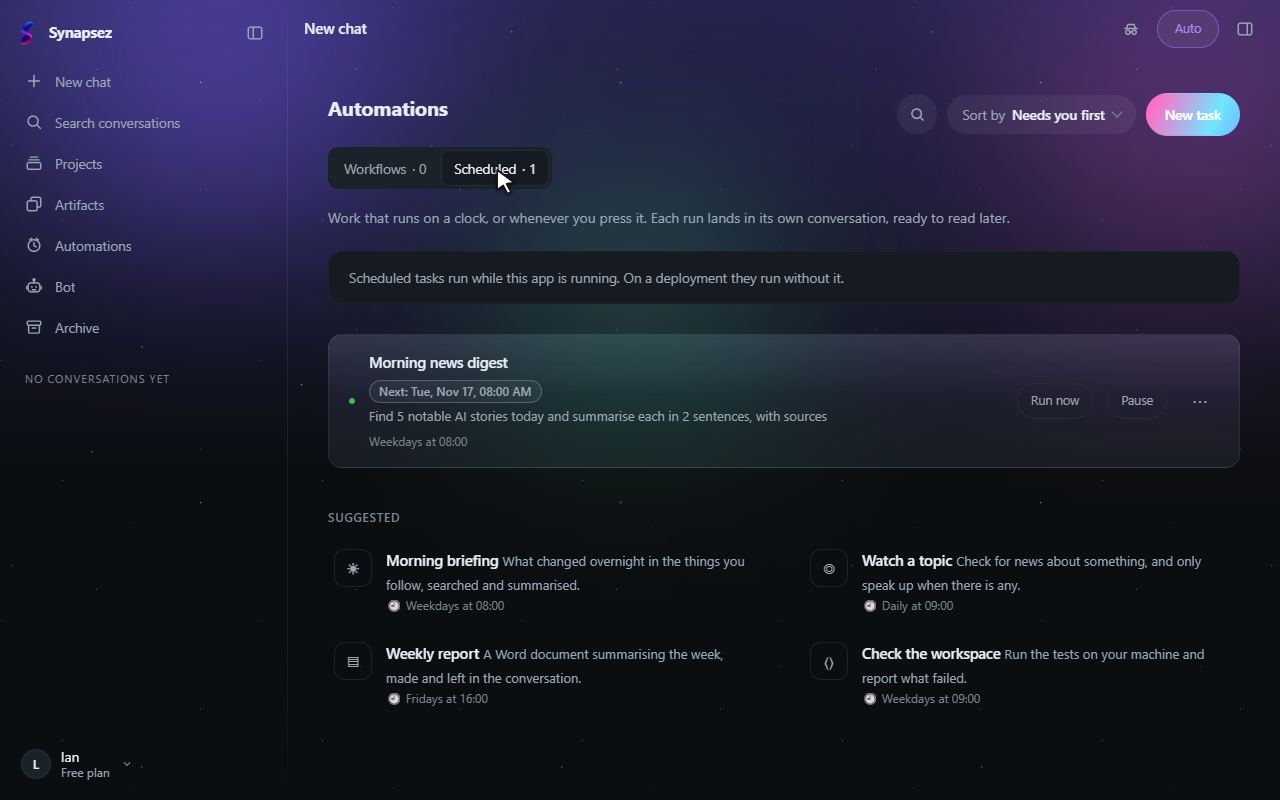 Synapsez
New chat
Search conversations
Projects
Artifacts
Automations
Bot
Archive
NO CONVERSATIONS YET
New chat
Auto
Automations
Sort by Needs you first
New task
Workflows · 0
Scheduled · 1
Work that runs on a clock, or whenever you press it. Each run lands in its own conversation, ready to read later.
Scheduled tasks run while this app is running. On a deployment they run without it.
Morning news digest
Next: Tue, Nov 17, 08:00 AM
Find 5 notable AI stories today and summarise each in 2 sentences, with sources
Weekdays at 08:00
Run now
Pause
SUGGESTED
Morning briefing What changed overnight in the things you
follow, searched and summarised.
Weekdays at 08:00
Watch a topic Check for news about something, and only
speak up when there is any.
Daily at 09:00
Weekly report A Word document summarising the week,
made and left in the conversation.
Fridays at 16:00
Check the workspace Run the tests on your machine and
report what failed.
Weekdays at 09:00
L
lan
Free plan